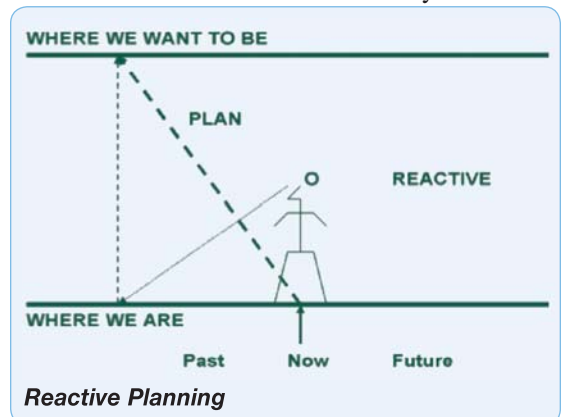 WHERE WE WANT TO BE
PLAN
O REACTIVE
WHERE WE ARE
Past Now Future
Reactive Planning